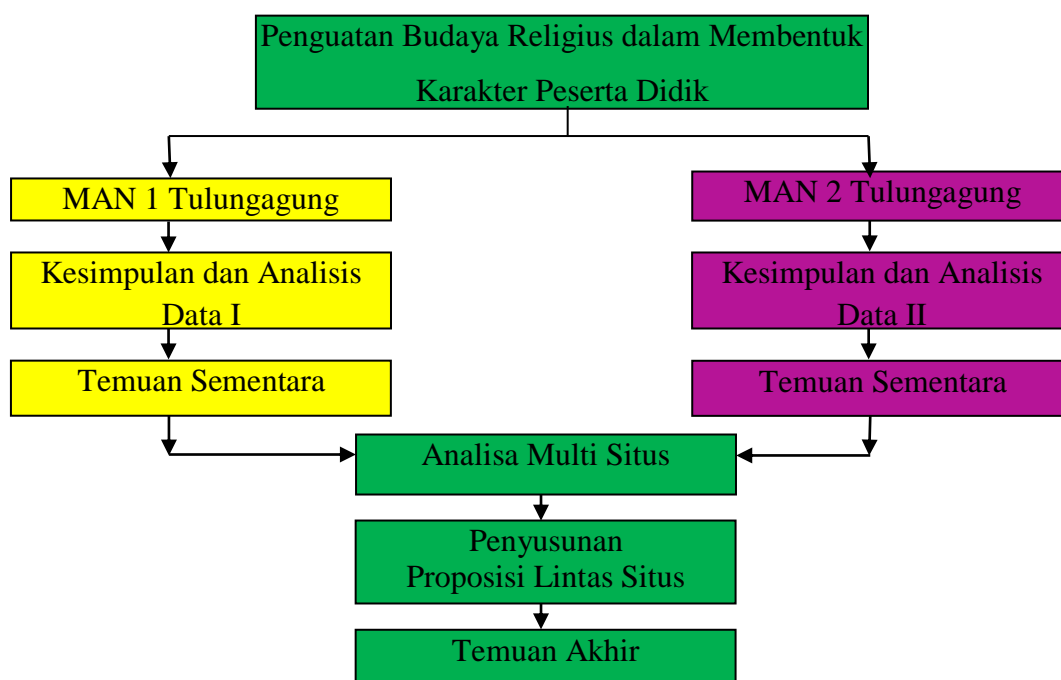 Penguatan Budaya Religius dalam Membentuk
Karakter Peserta Didik
MAN 1 Tulungagung
MAN 2 Tulungagung
Kesimpulan dan Analisis
Data I
Kesimpulan dan Analisis
Data II
Temuan Sementara
Temuan Sementara
Analisa Multi Situs
Penyusunan
Proposisi Lintas Situs
Temuan Akhir